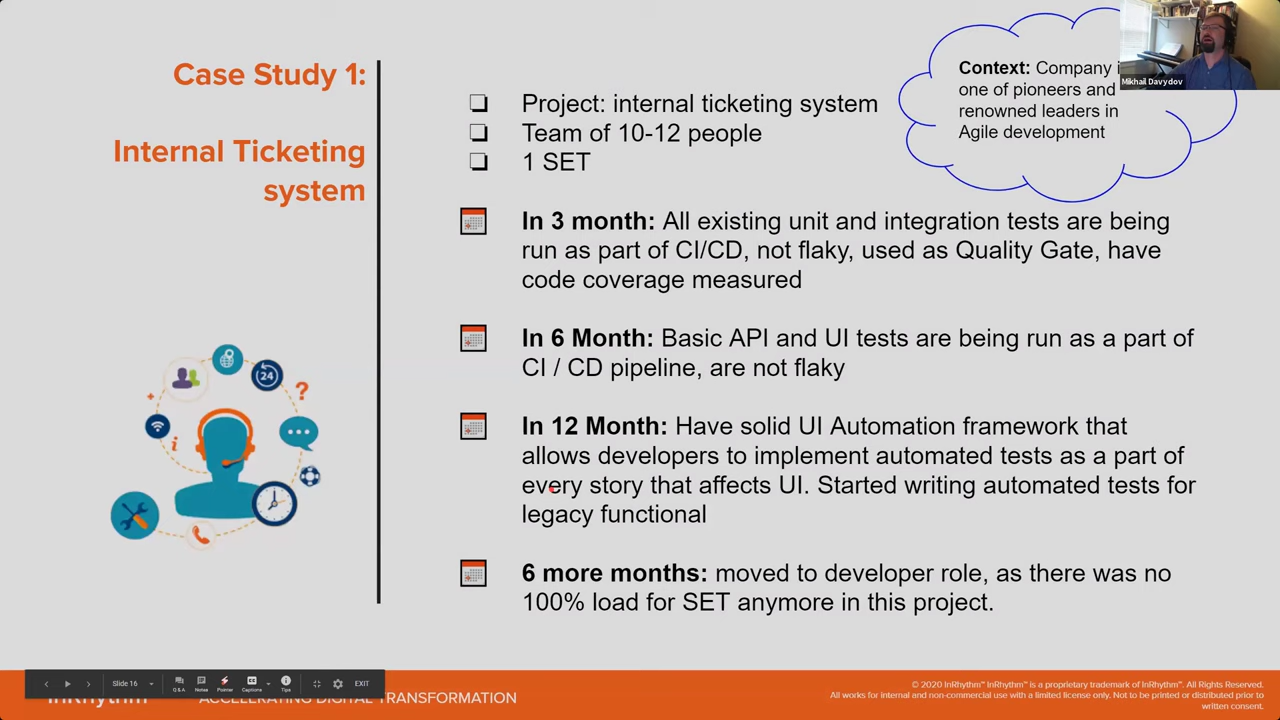 Case Study 1:
Internal Ticketing
system
Project: internal ticketing system
Team of 10-12 people
1 SET
Context: Company
one of pioneers and
renowned leaders in
Agile development
Mikhail Davydov
In 3 month: All existing unit and integration tests are being
run as part of CI/CD, not flaky, used as Quality Gate, have
code coverage measured
In 6 Month: Basic API and UI tests are being run as a part of
CI / CD pipeline, are not flaky
In 12 Month: Have solid UI Automation framework that
allows developers to implement automated tests as a part of
every story that affects UI. Started writing automated tests for
legacy functional
6 more months: moved to developer role, as there was no
100% load for SET anymore in this project.
24
?
i
Slide 16
Q & A
Notes
Pointer
CC
Captions
Tips
EXIT
InRhythm™
ACCELERATING DIGITAL TRANSFORMATION
© 2020 InRhythm™ InRhythm™ is a proprietary trademark of InRhythm™. All Rights Reserved.
All works for internal and non-commercial use with a limited license only. Not to be printed or distributed prior to
written consent.